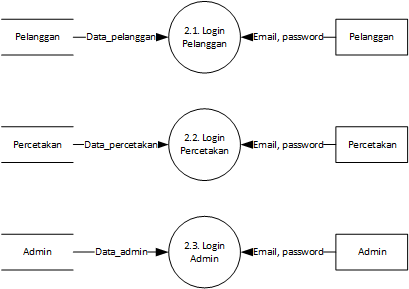 Pelanggan Data_pelanggan 2.1. Login Email, password Pelanggan
Pelanggan
Percetakan Data_percetakan 2.2. Login Email, password Percetakan
Percetakan
Admin Data_admin 2.3. Login Email, password Admin
Admin